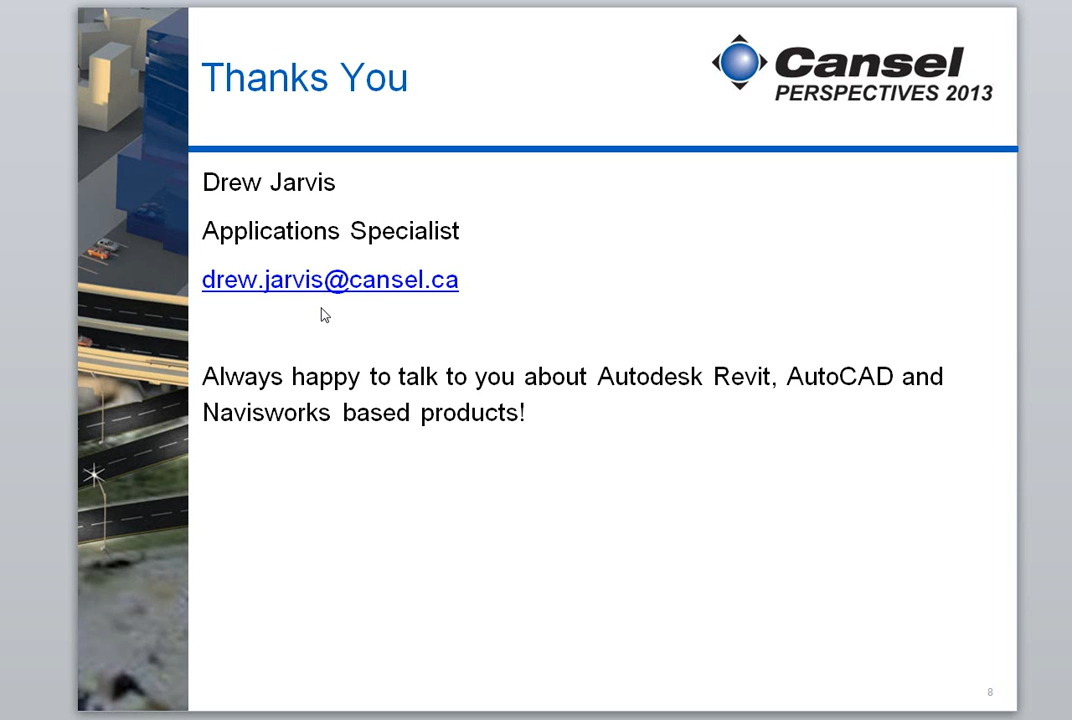 Thanks You
Cansel
PERSPECTIVES 2013
Drew Jarvis
Applications Specialist
drew.jarvis@cansel.ca
Always happy to talk to you about Autodesk Revit, AutoCAD and
Navisworks based products!
8